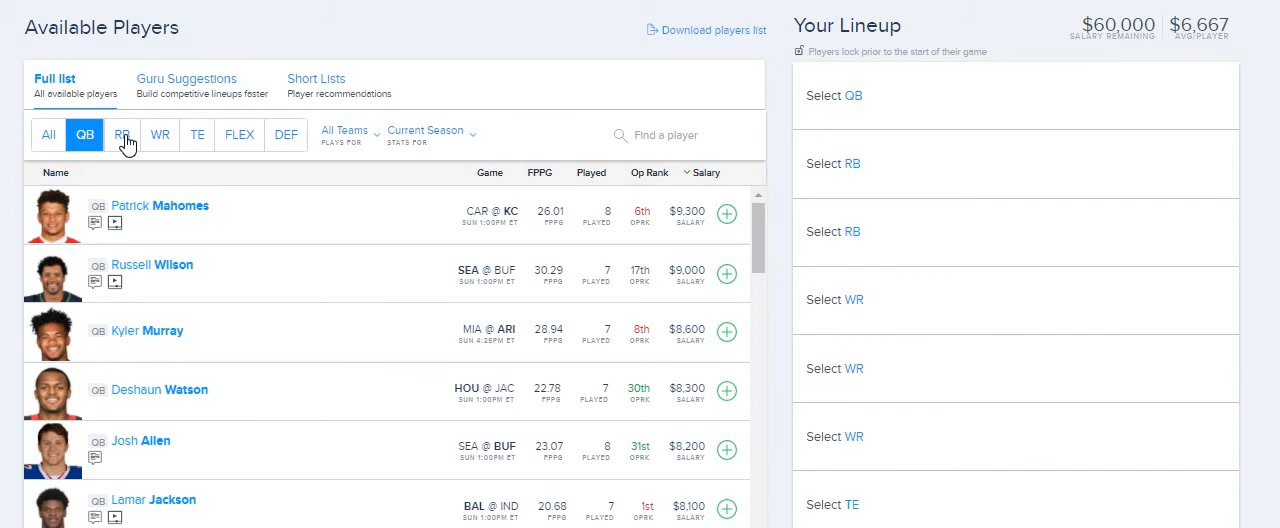 Available Players
Download players list
Full list
All available players
Guru Suggestions
Build competitive lineups faster
Short Lists
Player recommendations
All QB RB WR TE FLEX DEF
All Teams
PLAYS FOR
Current Season
STATS FOR
Find a player
Name Game FPPG Played Op Rank Salary
QB Patrick Mahomes CAR @ KC 26.01 8 6th $9,300
SUN 1:00PM ET FPPG PLAYED OPRK SALARY
QB Russell Wilson SEA @ BUF 30.29 7 17th $9,000
SUN 1:00PM ET FPPG PLAYED OPRK SALARY
QB Kyler Murray MIA @ ARI 28.94 7 8th $8,600
SUN 4:25PM ET FPPG PLAYED OPRK SALARY
QB Deshaun Watson HOU @ JAC 22.78 7 30th $8,300
SUN 1:00PM ET FPPG PLAYED OPRK SALARY
QB Josh Allen SEA @ BUF 23.07 8 31st $8,200
SUN 1:00PM ET FPPG PLAYED OPRK SALARY
QB Lamar Jackson BAL @ IND 20.68 7 1st $8,100
SUN 1:00PM ET FPPG PLAYED OPRK SALARY
Your Lineup
$60,000
SALARY REMAINING
$6,667
AVG/PLAYER
Players lock prior to the start of their game
Select QB
Select RB
Select RB
Select WR
Select WR
Select WR
Select TE